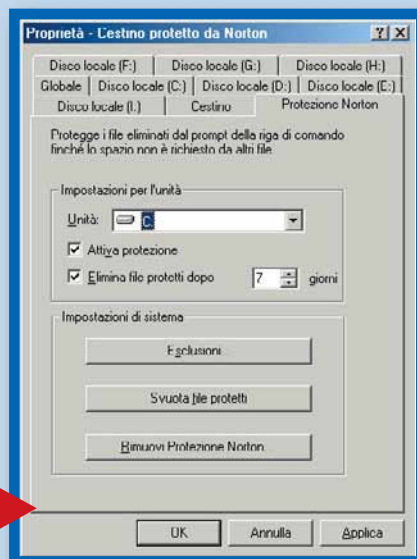 Proprietà - Cestino protetto da Norton
Disco locale (F:) Disco locale (G:) Disco locale (H:)
Globale Disco locale (C:) Disco locale (D:) Disco locale (E:)
Disco locale (I:) Cestino Protezione Norton
Protegge i file eliminati dal prompt della riga di comando
finché lo spazio non è richiesto da altri file.
Impostazioni per l'unità
Unità: C:
Attiva protezione
Elimina file protetti dopo 7 giorni
Impostazioni di sistema
Esclusioni
Svuota file protetti
Rimuovi Protezione Norton
OK Annulla Applica